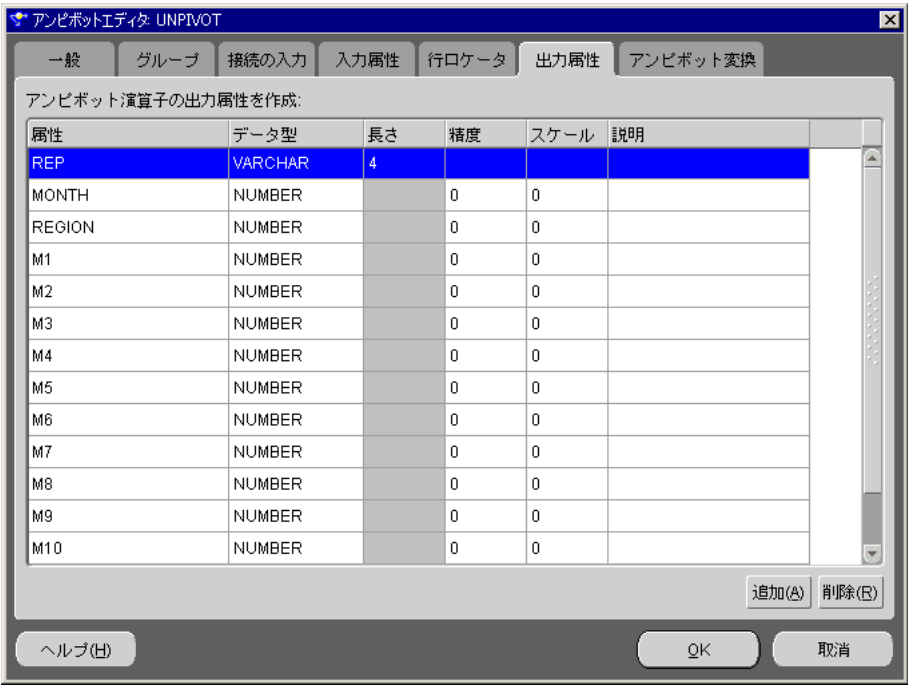 アンピボットエディタ: UNPIVOT
一般 グループ 接続の入力 入力属性 行ロケータ 出力属性 アンピボット変換
アンピボット演算子の出力属性を作成:
属性 データ型 長さ 精度 スケール 説明
REP VARCHAR 4
MONTH NUMBER 0 0
REGION NUMBER 0 0
M1 NUMBER 0 0
M2 NUMBER 0 0
M3 NUMBER 0 0
M4 NUMBER 0 0
M5 NUMBER 0 0
M6 NUMBER 0 0
M7 NUMBER 0 0
M8 NUMBER 0 0
M9 NUMBER 0 0
M10 NUMBER 0 0
追加(A) 削除(R)
ヘルプ(H) OK 取消